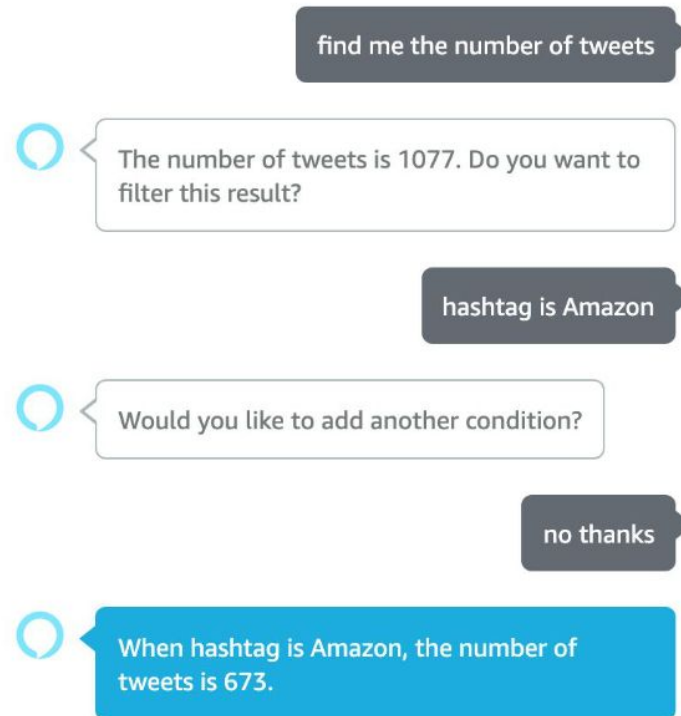 find me the number of tweets
The number of tweets is 1077. Do you want to
filter this result?
hashtag is Amazon
Would you like to add another condition?
no thanks
When hashtag is Amazon, the number of
tweets is 673.